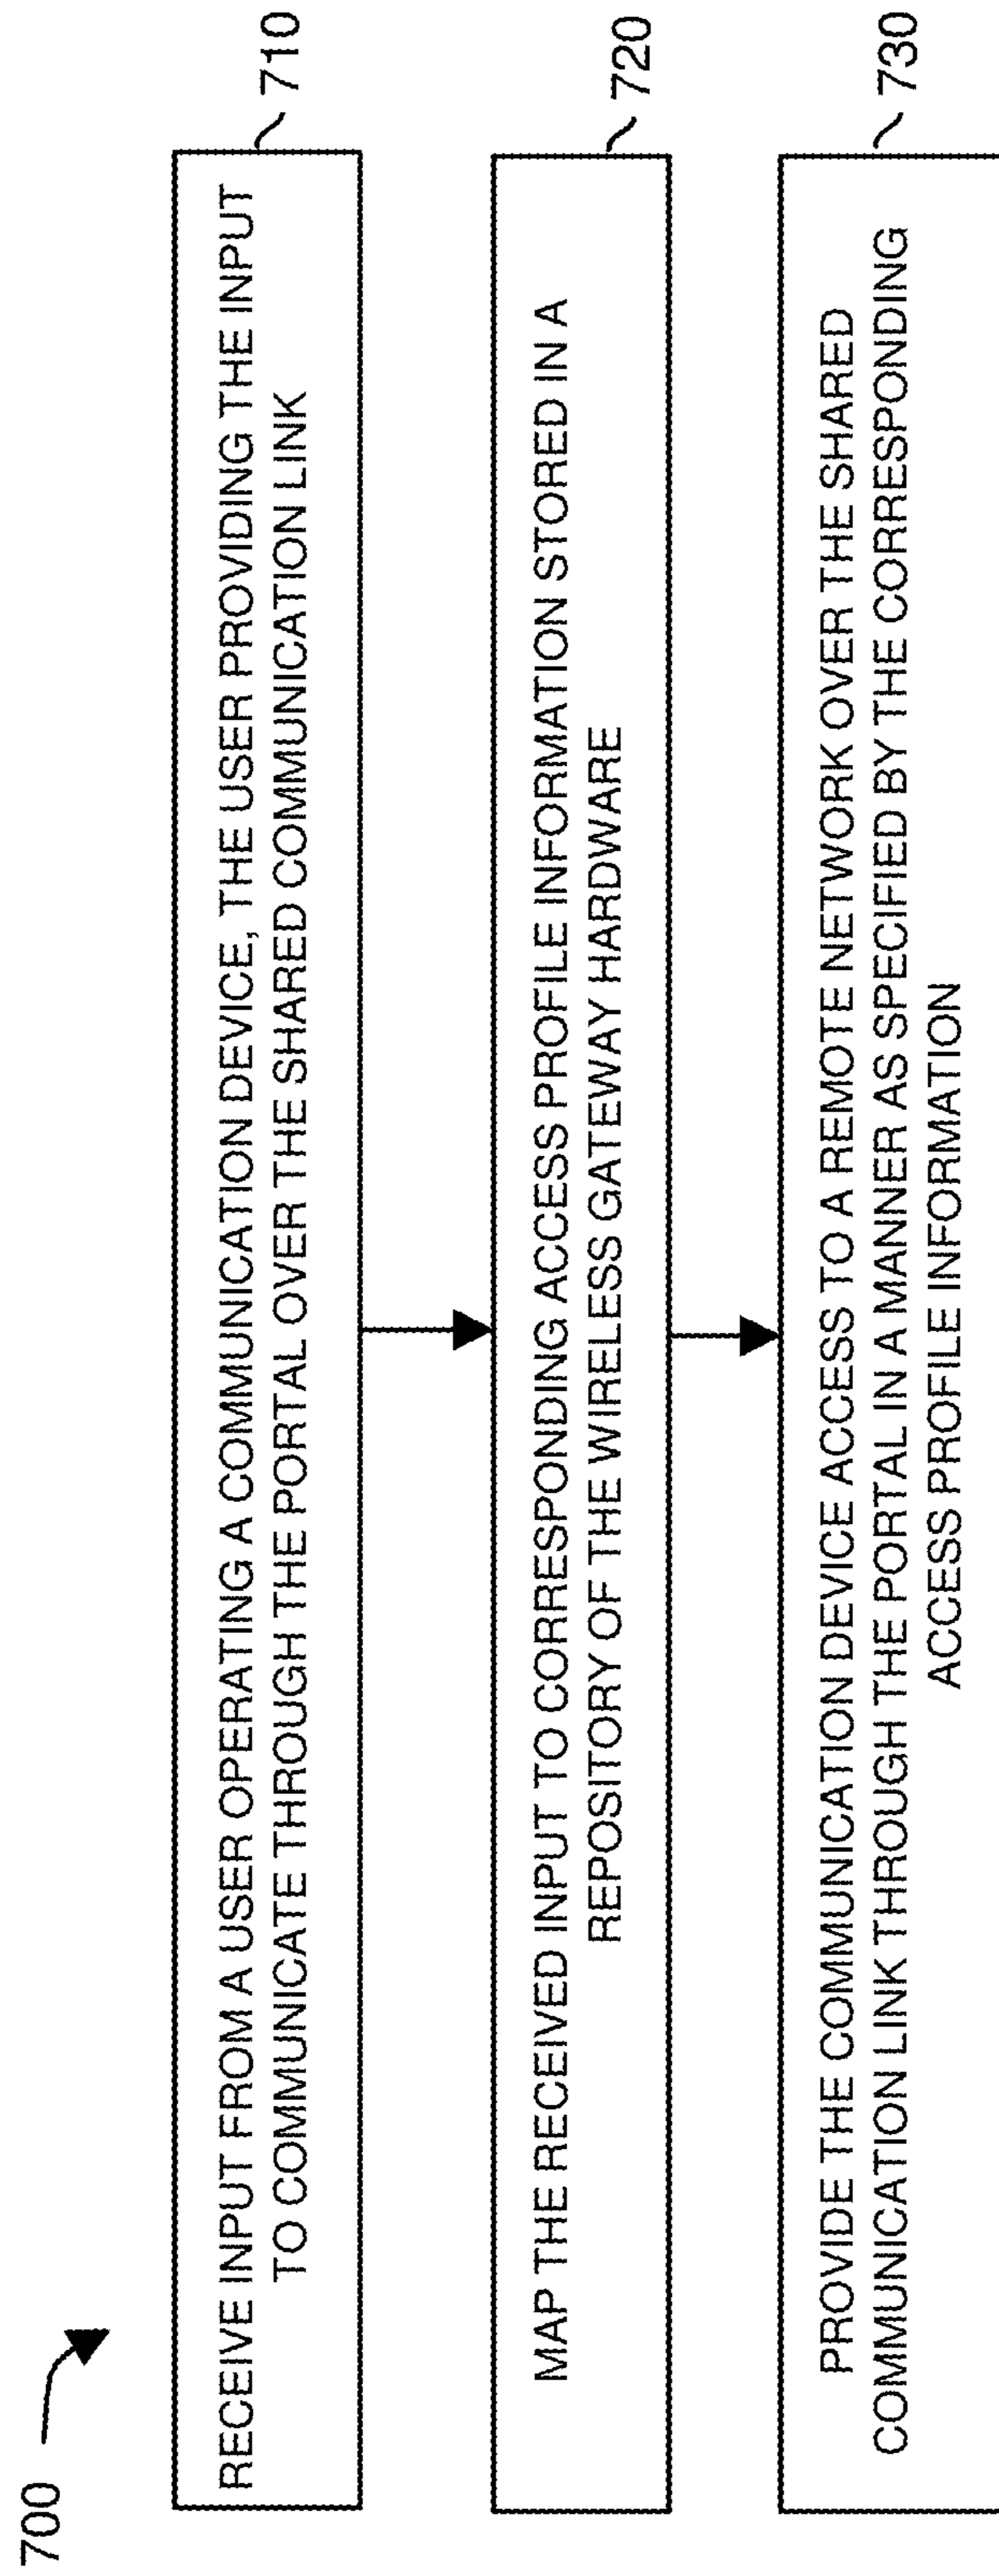 700
RECEIVE INPUT FROM A USER OPERATING A COMMUNICATION DEVICE, THE USER PROVIDING THE INPUT
TO COMMUNICATE THROUGH THE PORTAL OVER THE SHARED COMMUNICATION LINK
710
MAP THE RECEIVED INPUT TO CORRESPONDING ACCESS PROFILE INFORMATION STORED IN A
REPOSITORY OF THE WIRELESS GATEWAY HARDWARE
720
PROVIDE THE COMMUNICATION DEVICE ACCESS TO A REMOTE NETWORK OVER THE SHARED
COMMUNICATION LINK THROUGH THE PORTAL IN A MANNER AS SPECIFIED BY THE CORRESPONDING
ACCESS PROFILE INFORMATION
730